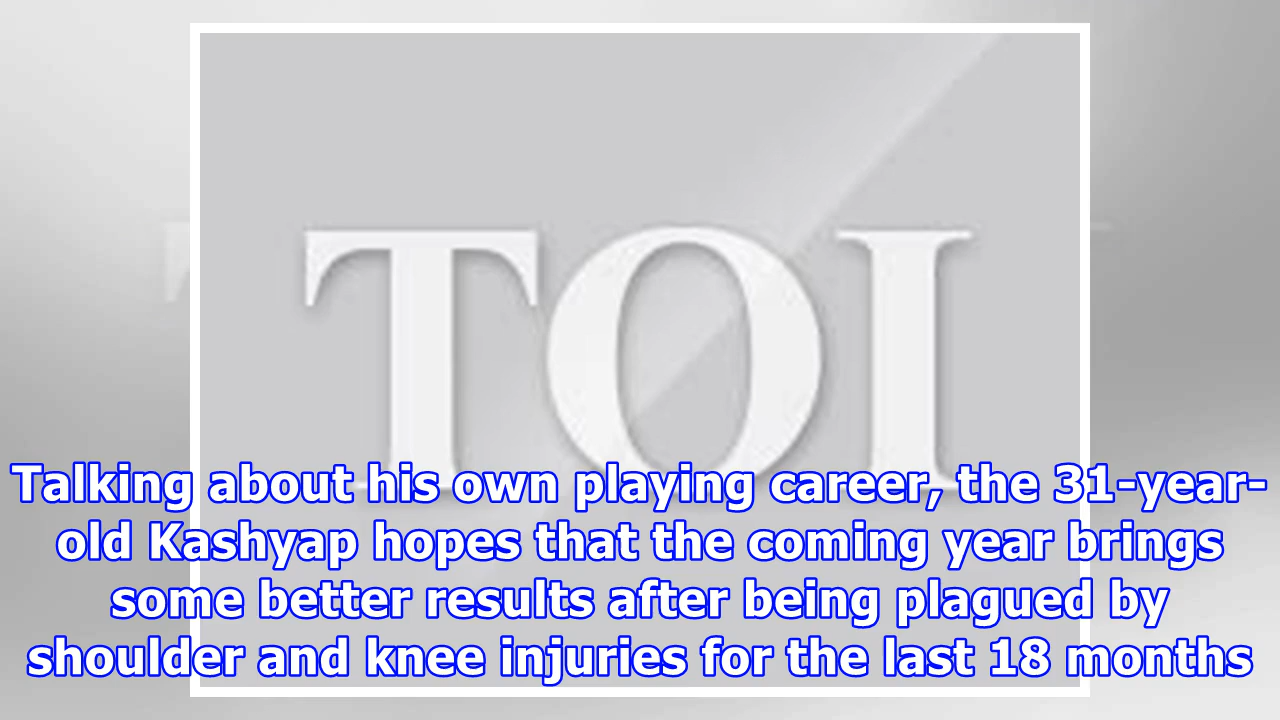 TOI
Talking about his own playing career, the 31-year-
old Kashyap hopes that the coming year brings
some better results after being plagued by
shoulder and knee injuries for the last 18 months